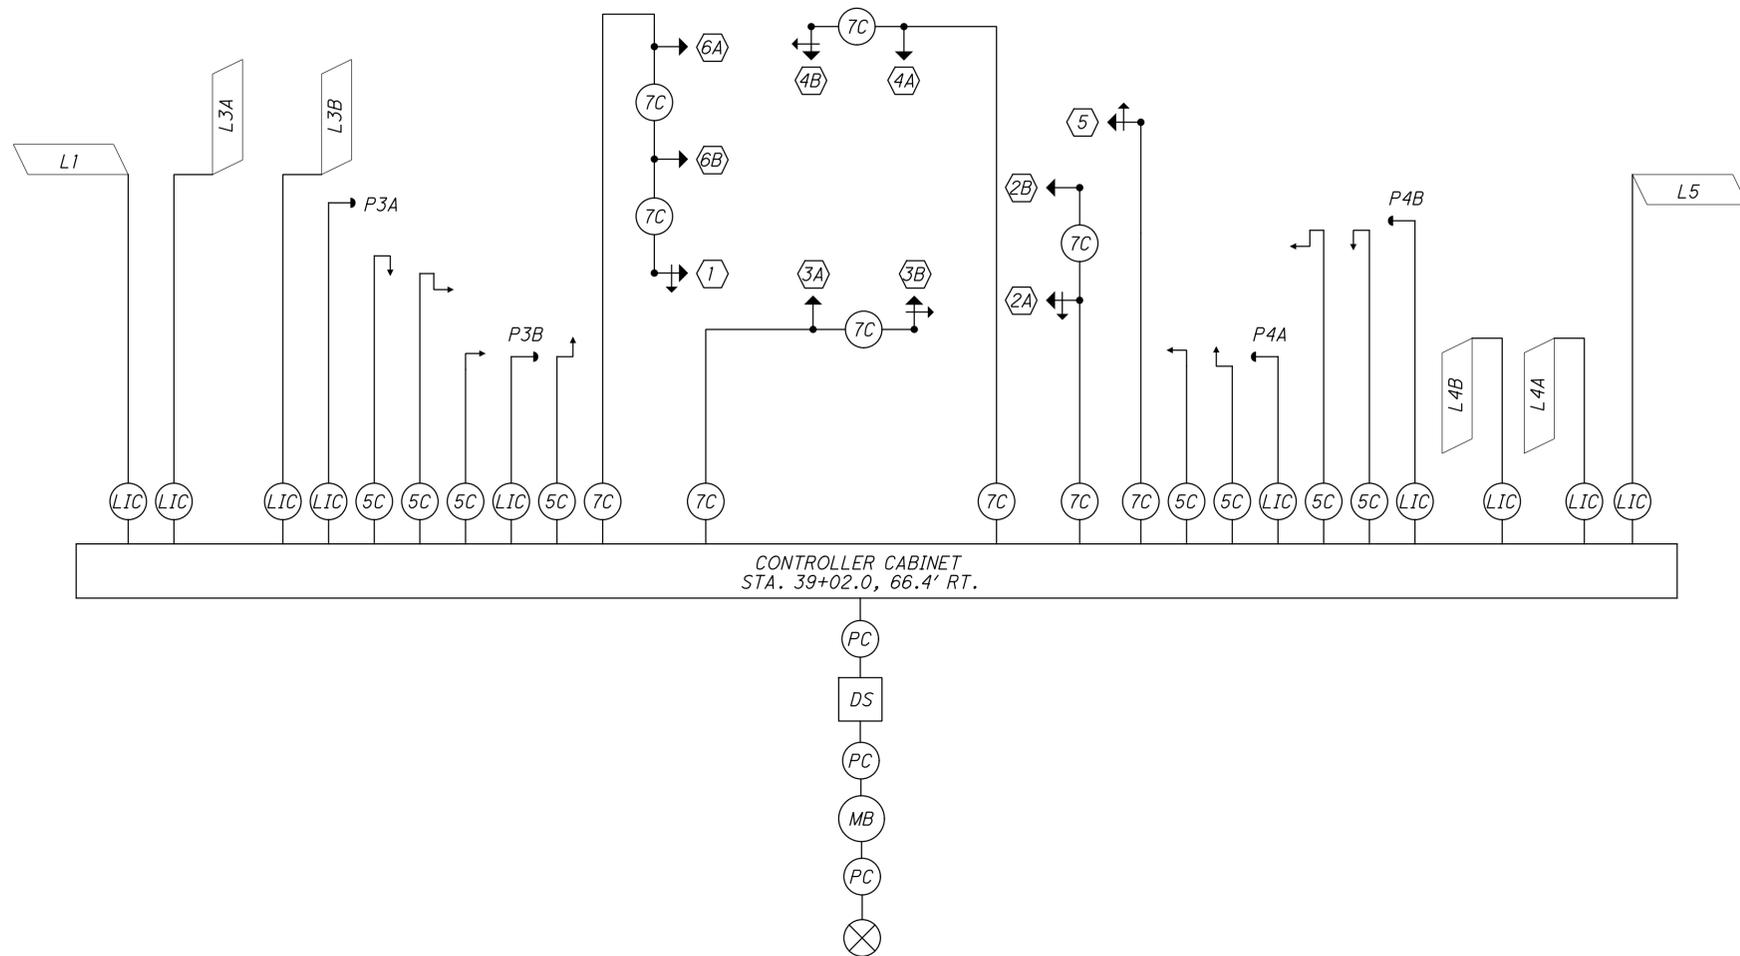 7C
4B
4A
6A
L3A
L3B
7C
5
L1
6B
2B
L5
P3A
P4B
7C
7C
1
3A
3B
2A
P3B
7C
P4A
L4B
L4A
LIC
LIC
LIC
LIC
5C
5C
5C
LIC
5C
7C
7C
7C
7C
7C
5C
5C
LIC
5C
5C
LIC
LIC
LIC
LIC
CONTROLLER CABINET
STA. 39+02.0, 66.4' RT.
PC
DS
PC
MB
PC